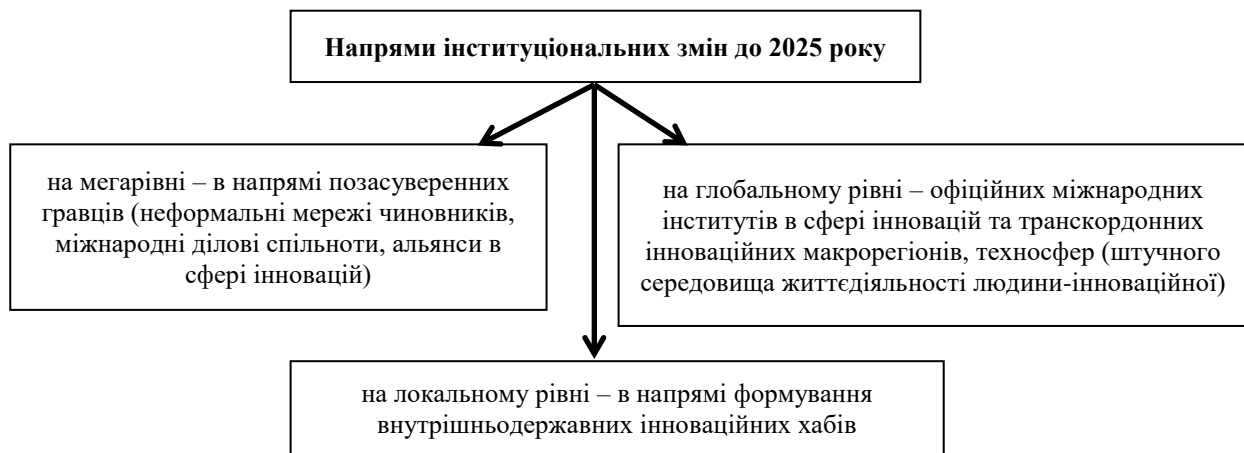 Напрями інституціональних змін до 2025 року
на мегарівні – в напрямі позасуверенних
гравців (неформальні мережі чиновників,
міжнародні ділові спільноти, альянси в
сфері інновацій)
на глобальному рівні – офіційних міжнародних
інститутів в сфері інновацій та транскордонних
інноваційних макрорегіонів, техносфер (штучного
середовища життєдіяльності людини-інноваційної)
на локальному рівні – в напрямі формування
внутрішньодержавних інноваційних хабів